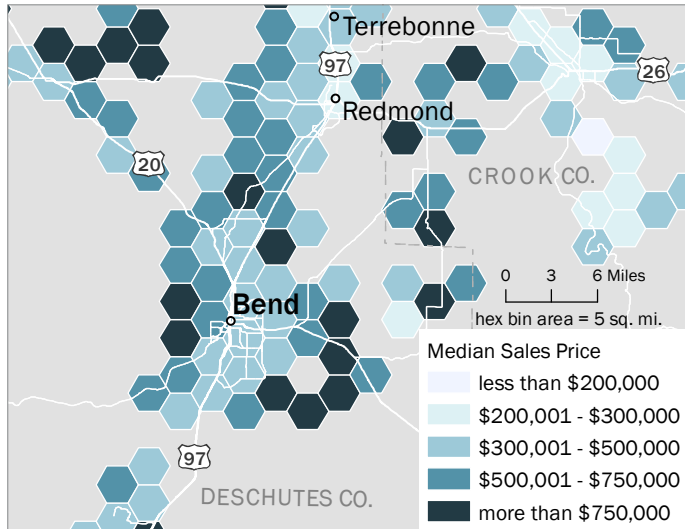 Terrebonne
97
26
Redmond
20
CROOK CO.
0 3 6 Miles
Bend
hex bin area = 5 sq. mi.
Median Sales Price
less than $200,000
$200,001 - $300,000
$300,001 - $500,000
$500,001 - $750,000
more than $750,000
97
DESCHUTES CO.